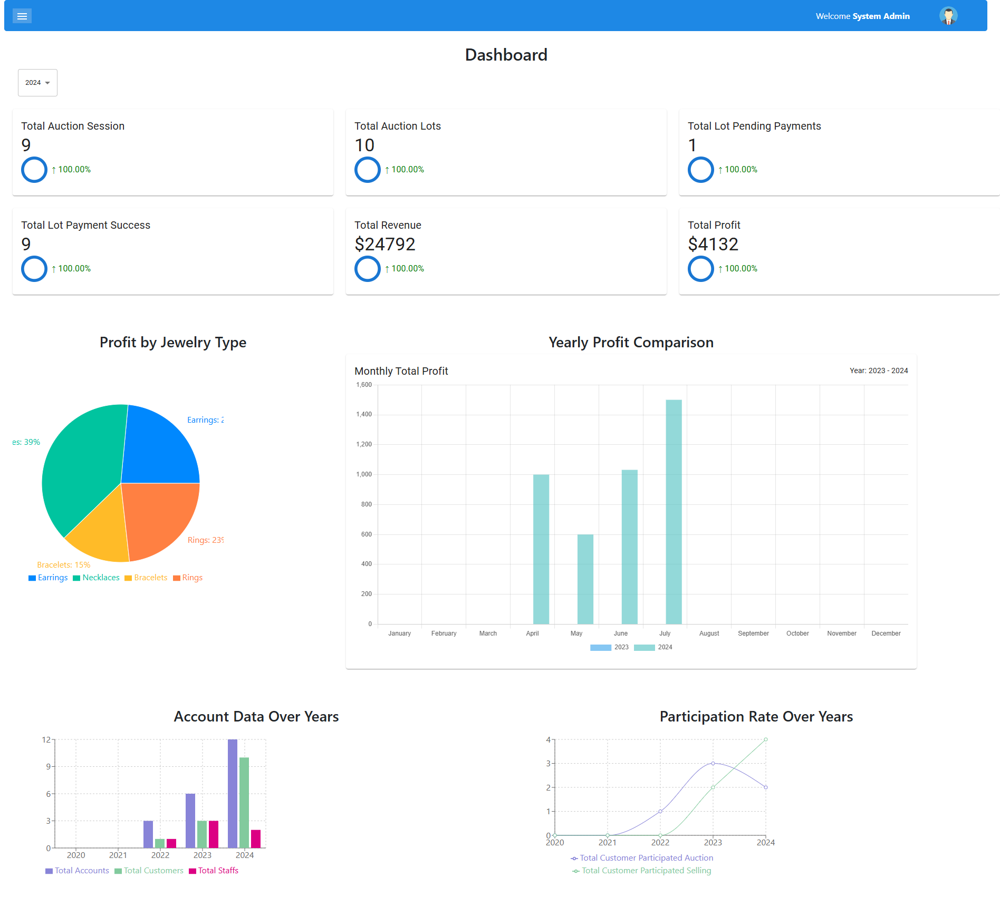 Welcome System Admin
Dashboard
2024
Total Auction Session
9
↑ 100.00%
Total Auction Lots
10
↑ 100.00%
Total Lot Pending Payments
1
↑ 100.00%
Total Lot Payment Success
9
↑ 100.00%
Total Revenue
$24792
↑ 100.00%
Total Profit
$4132
↑ 100.00%
Profit by Jewelry Type
Earrings:
es: 39%
Rings: 23%
Bracelets: 15%
Earrings Necklaces Bracelets Rings
Yearly Profit Comparison
Monthly Total Profit
Year: 2023 - 2024
1,600
1,400
1,200
1,000
800
600
400
200
0
January February March April May June July August September October November December
2023 2024
Account Data Over Years
12
9
6
3
0
2020 2021 2022 2023 2024
Total Accounts Total Customers Total Staffs
Participation Rate Over Years
4
3
2
1
0
2020 2021 2022 2023 2024
Total Customer Participated Auction
Total Customer Participated Selling